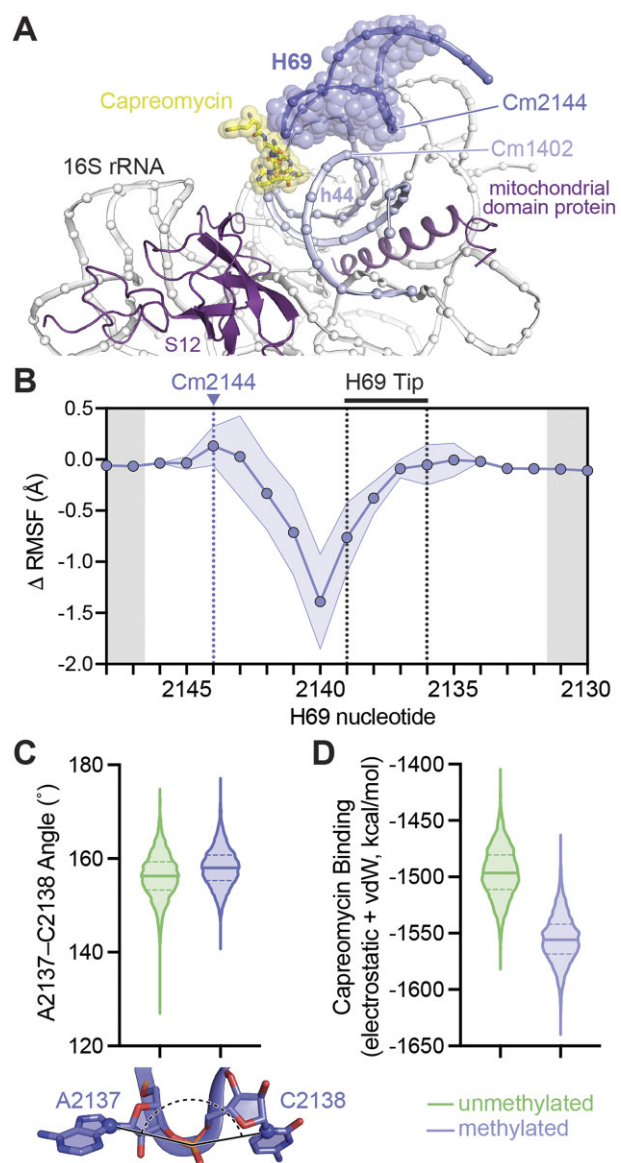 A
H69
Capreomycin
Cm2144
Cm1402
16S rRNA
h44
mitochondrial
domain protein
S12
B
Cm2144
H69 Tip
0.5
0.0
-0.5
-1.0
-1.5
-2.0
Δ RMSF (Å)
2145
2140
2135
2130
H69 nucleotide
C
180
160
140
120
A2137–C2138 Angle (°)
A2137
C2138
D
-1400
-1450
-1500
-1550
-1600
-1650
Capreomycin Binding
(electrostatic + vdW, kcal/mol)
unmethylated
methylated